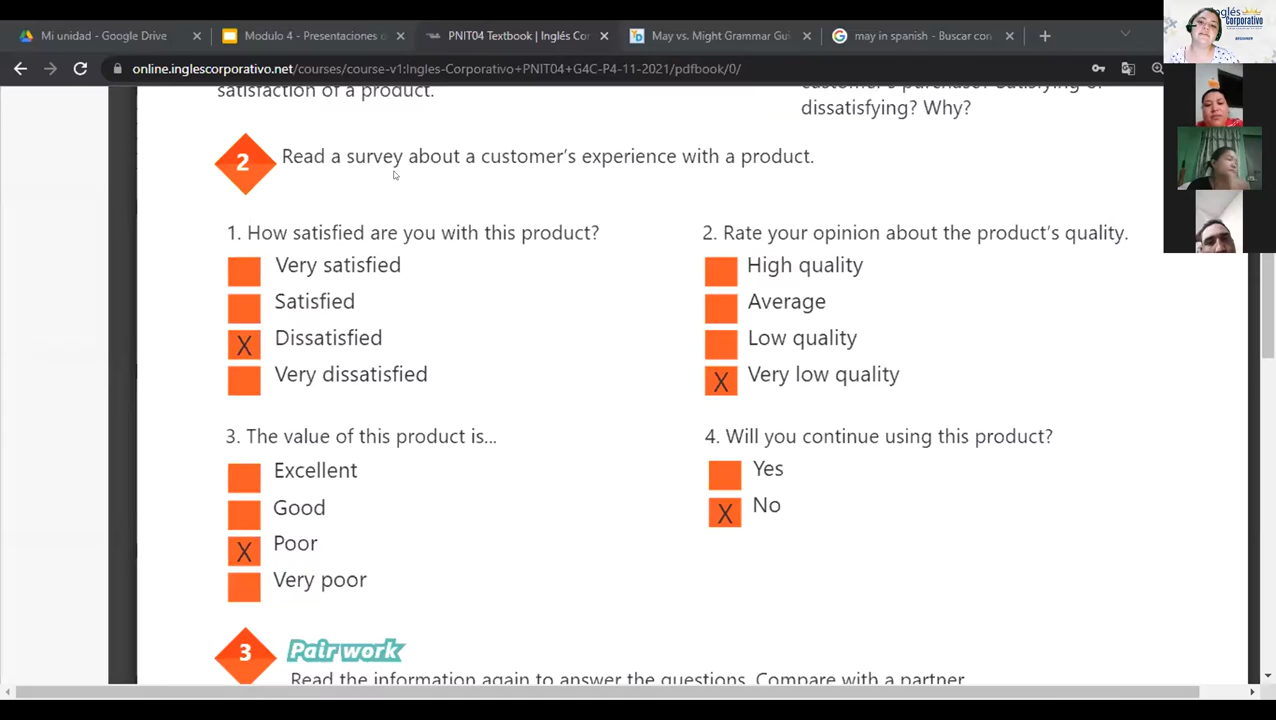 Mi unidad - Google Drive
Modulo 4 - Presentaciones d
PNIT04 Textbook | Inglés Cor
May vs. Might Grammar Gui
may in spanish - Buscar con
online.inglescorporativo.net/courses/course-v1:Ingles-Corporativo+PNIT04+G4C-P4-11-2021/pdfbook/0/
Inglés
Corporativo
satisfaction of a product.
customer's purchase? Satisfying or
dissatisfying? Why?
2
Read a survey about a customer's experience with a product.
1. How satisfied are you with this product?
Very satisfied
Satisfied
X Dissatisfied
Very dissatisfied
2. Rate your opinion about the product's quality.
High quality
Average
Low quality
X Very low quality
3. The value of this product is...
Excellent
Good
X Poor
Very poor
4. Will you continue using this product?
Yes
X No
3
Pair work
Read the information again to answer the questions. Compare with a partner